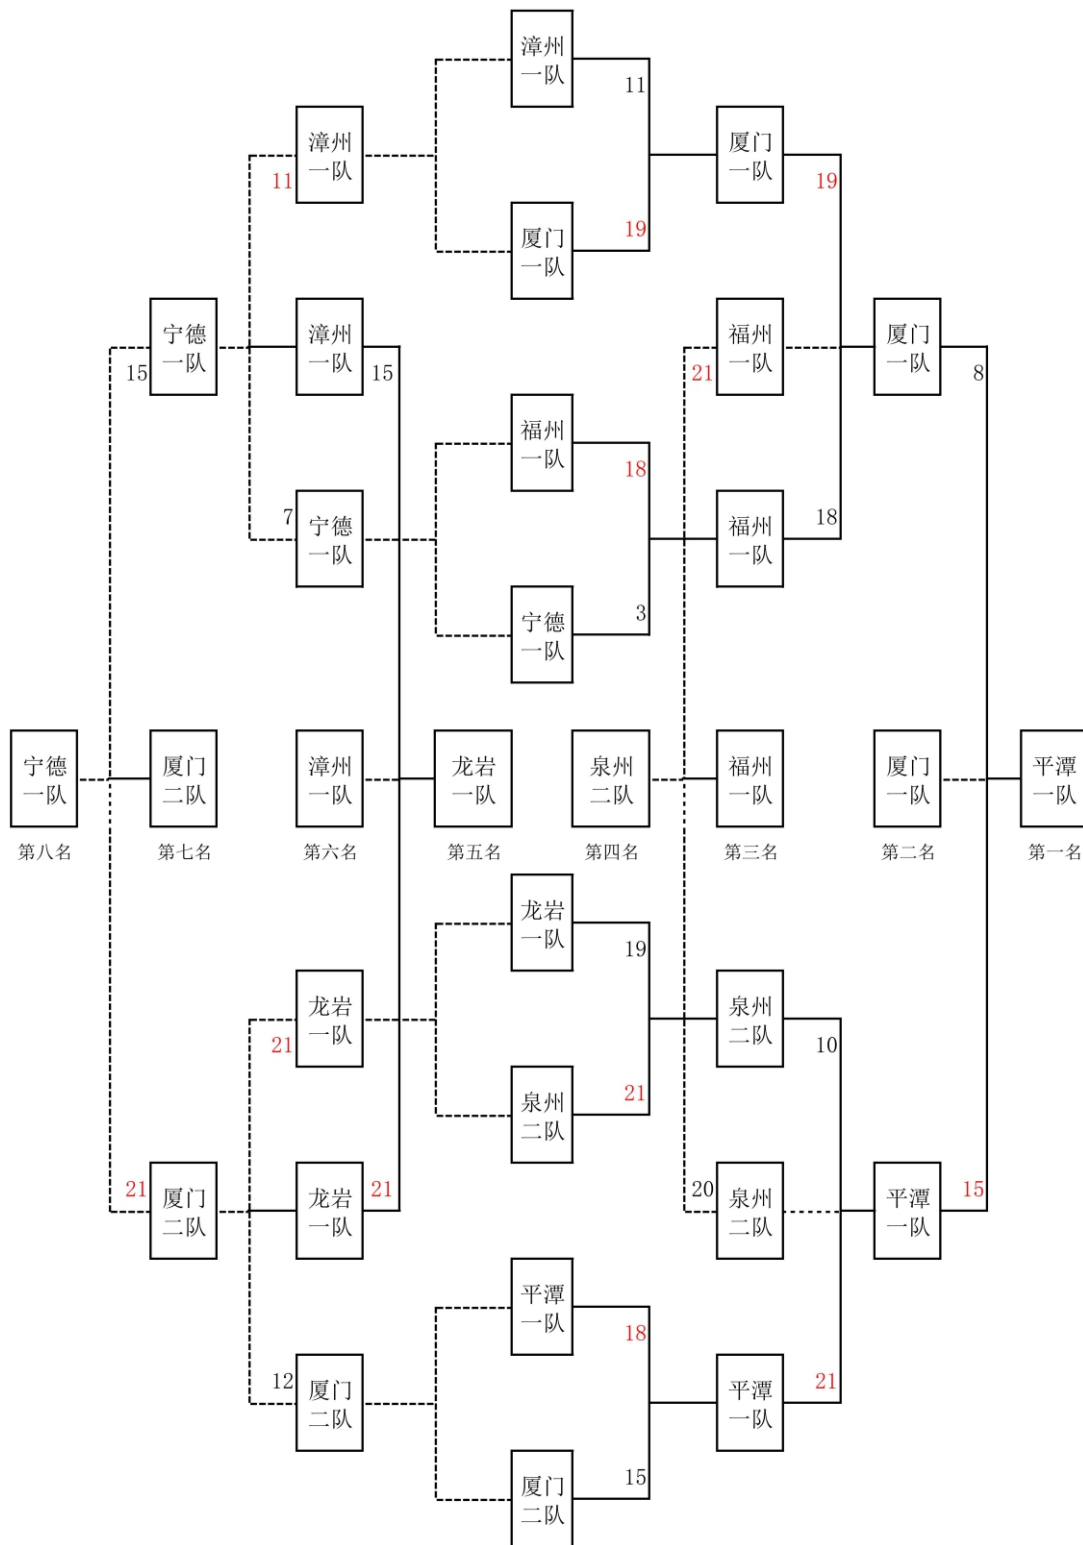 漳州
一队
11
漳州
一队
厦门
一队
11
19
19
厦门
一队
宁德
一队
漳州
一队
福州
一队
厦门
一队
15
15
21
8
福州
一队
18
7
宁德
一队
福州
一队
18
宁德
一队
3
宁德
一队
厦门
二队
漳州
一队
龙岩
一队
泉州
二队
福州
一队
厦门
一队
平潭
一队
第八名
第七名
第六名
第五名
第四名
第三名
第二名
第一名
龙岩
一队
19
龙岩
一队
泉州
二队
21
10
21
泉州
二队
21
厦门
二队
龙岩
一队
21
20
泉州
二队
平潭
一队
15
平潭
一队
18
12
厦门
二队
平潭
一队
21
厦门
二队
15